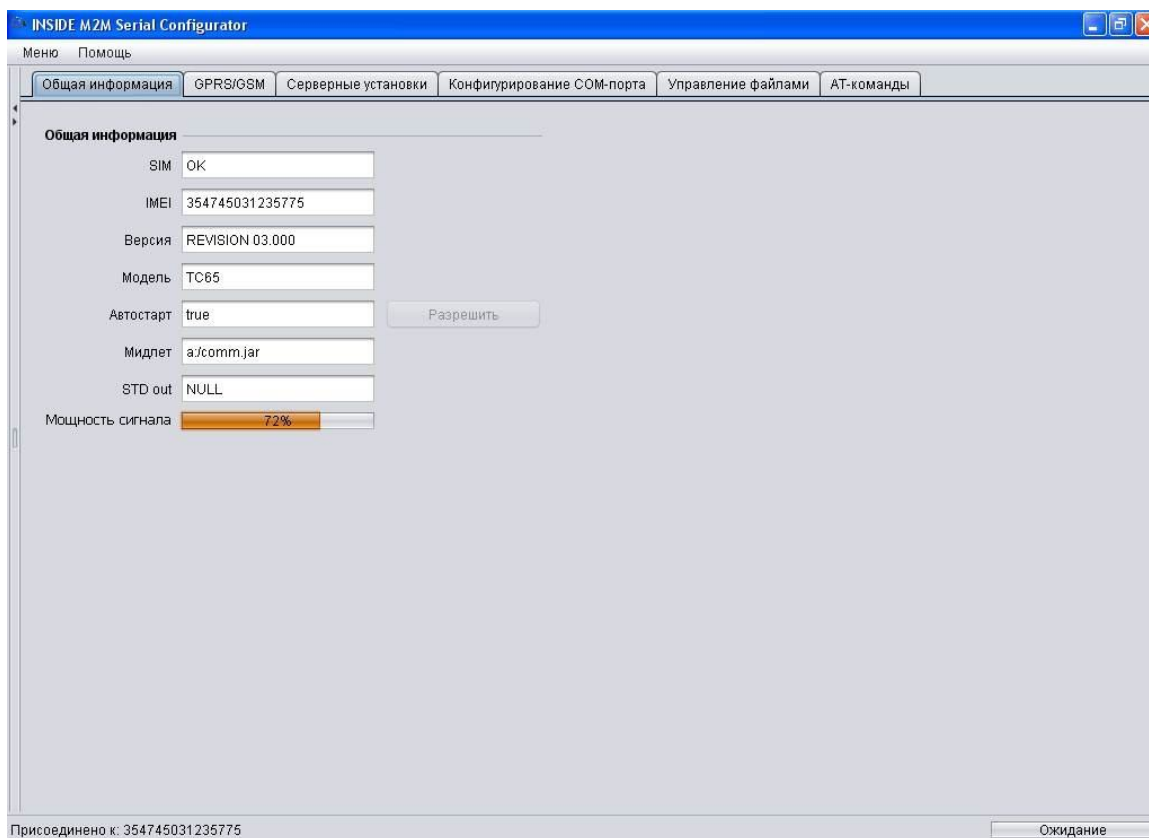 INSIDE M2M Serial Configurator
Меню Помощь
Общая информация GPRS/GSM Серверные установки Конфигурирование COM-порта Управление файлами АТ-команды
Общая информация
SIM OK
IMEI 354745031235775
Версия REVISION 03.000
Модель TC65
Автостарт true Разрешить
Мидлет a:/comm.jar
STD out NULL
Мощность сигнала 72%
Присоединено к: 354745031235775 Ожидание